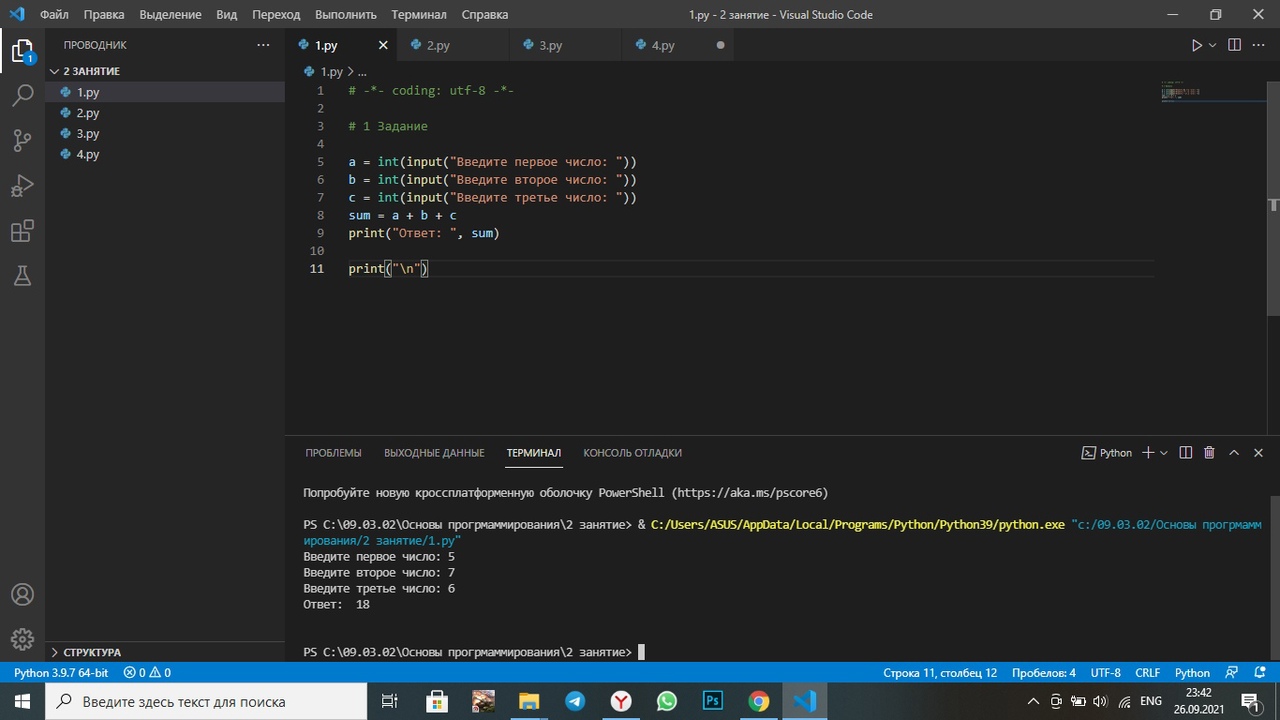 Файл Правка Выделение Вид Переход Выполнить Терминал Справка 1.py - 2 занятие - Visual Studio Code
1
ПРОВОДНИК
2 ЗАНЯТИЕ
1.py
2.py
3.py
4.py
СТРУКТУРА
1.py 2.py 3.py 4.py
1.py > ...
1 # -*- coding: utf-8 -*-
2
3 # 1 Задание
4
5 a = int(input("Введите первое число: "))
6 b = int(input("Введите второе число: "))
7 c = int(input("Введите третье число: "))
8 sum = a + b + c
9 print("Ответ: ", sum)
10
11 print("\n")
ПРОБЛЕМЫ ВЫХОДНЫЕ ДАННЫЕ ТЕРМИНАЛ КОНСОЛЬ ОТЛАДКИ Python
Попробуйте новую кроссплатформенную оболочку PowerShell (https://aka.ms/pscore6)
PS C:\09.03.02\Основы прогрмаммирования\2 занятие> & C:/Users/ASUS/AppData/Local/Programs/Python/Python39/python.exe "c:/09.03.02/Основы прогрмамм
ирования/2 занятие/1.py"
Введите первое число: 5
Введите второе число: 7
Введите третье число: 6
Ответ:  18
PS C:\09.03.02\Основы прогрмаммирования\2 занятие>
Python 3.9.7 64-bit 0 0 Строка 11, столбец 12 Пробелов: 4 UTF-8 CRLF Python
Введите здесь текст для поиска
Ps
ENG
23:42
26.09.2021
1